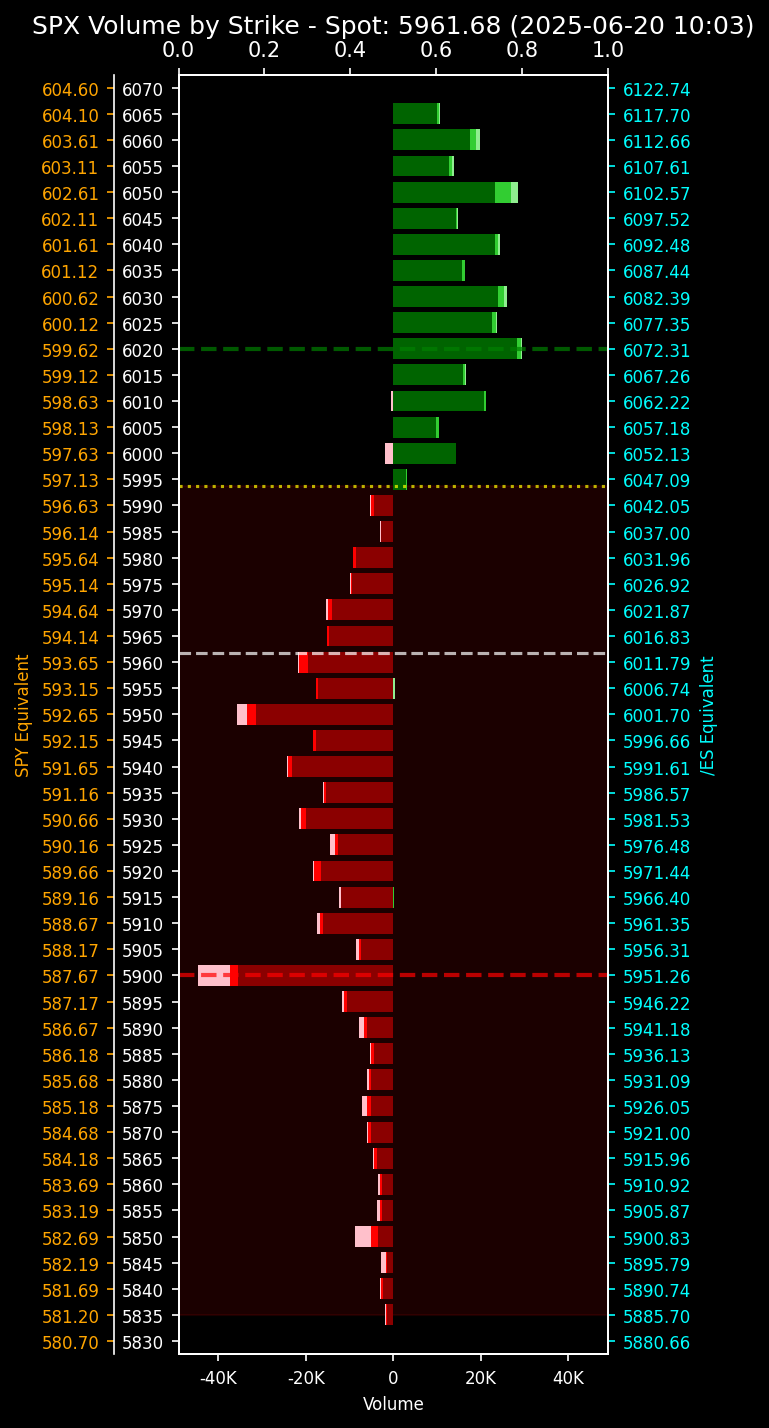 SPX Volume by Strike - Spot: 5961.68 (2025-06-20 10:03)
0.0 0.2 0.4 0.6 0.8 1.0
604.60 6070 6122.74
604.10 6065 6117.70
603.61 6060 6112.66
603.11 6055 6107.61
602.61 6050 6102.57
602.11 6045 6097.52
601.61 6040 6092.48
601.12 6035 6087.44
600.62 6030 6082.39
600.12 6025 6077.35
599.62 6020 6072.31
599.12 6015 6067.26
598.63 6010 6062.22
598.13 6005 6057.18
597.63 6000 6052.13
597.13 5995 6047.09
596.63 5990 6042.05
596.14 5985 6037.00
595.64 5980 6031.96
595.14 5975 6026.92
594.64 5970 6021.87
594.14 5965 6016.83
593.65 5960 6011.79
593.15 5955 6006.74
592.65 5950 6001.70
592.15 5945 5996.66
591.65 5940 5991.61
591.16 5935 5986.57
590.66 5930 5981.53
590.16 5925 5976.48
589.66 5920 5971.44
589.16 5915 5966.40
588.67 5910 5961.35
588.17 5905 5956.31
587.67 5900 5951.26
587.17 5895 5946.22
586.67 5890 5941.18
586.18 5885 5936.13
585.68 5880 5931.09
585.18 5875 5926.05
584.68 5870 5921.00
584.18 5865 5915.96
583.69 5860 5910.92
583.19 5855 5905.87
582.69 5850 5900.83
582.19 5845 5895.79
581.69 5840 5890.74
581.20 5835 5885.70
580.70 5830 5880.66
SPY Equivalent
/ES Equivalent
-40K -20K 0 20K 40K
Volume